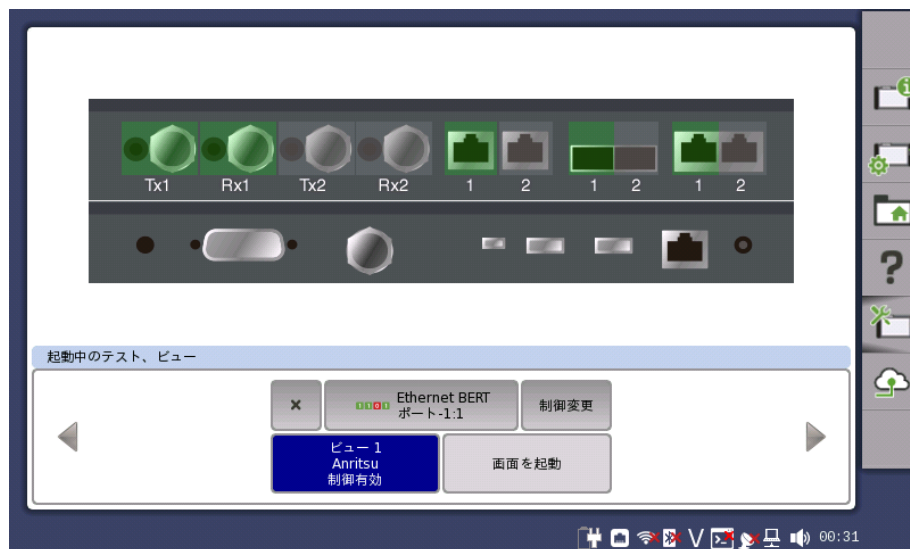 Tx1 Rx1 Tx2 Rx2 1 2 1 2 1 2
起動中のテスト、ビュー
Ethernet BERT
ポート-1:1
制御変更
ビュー 1
Anritsu
制御有効
画面を起動
00:31